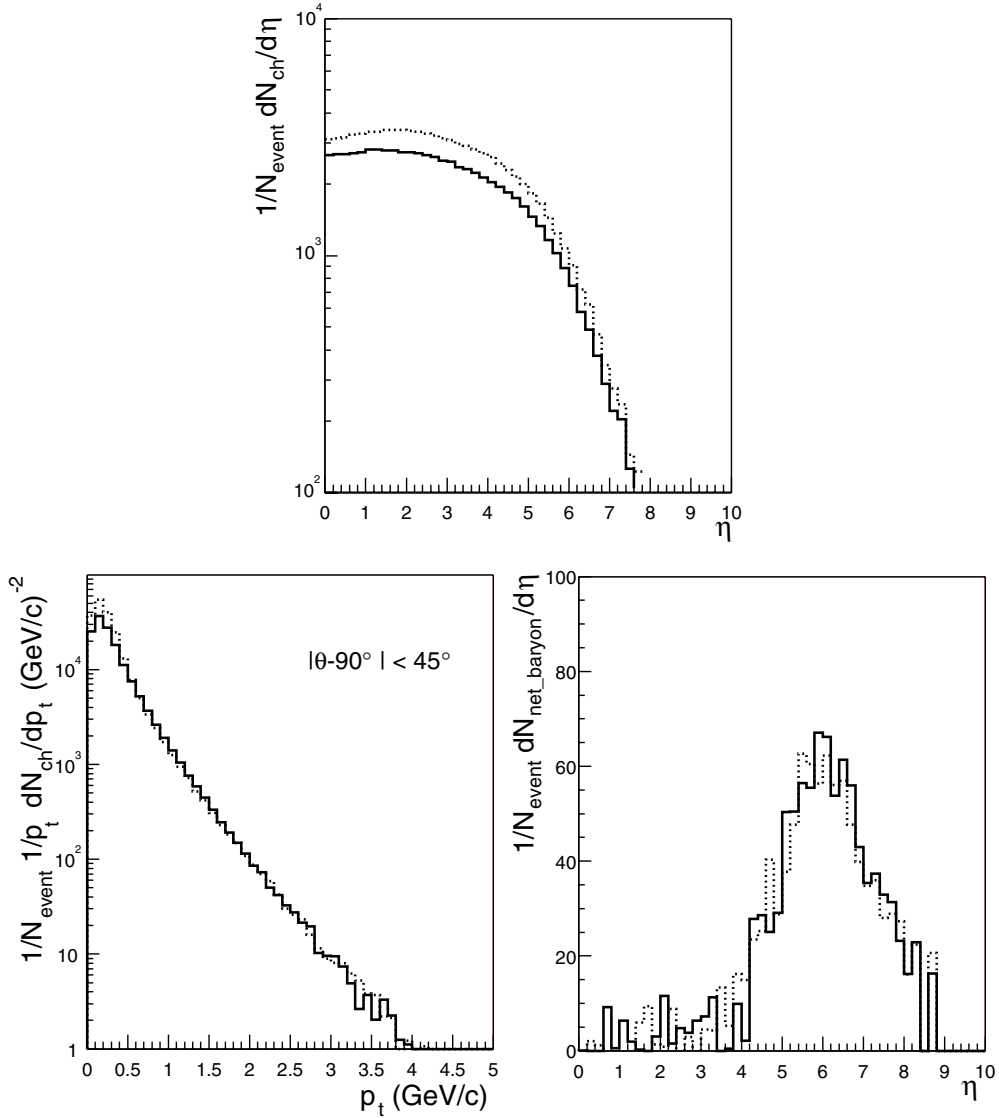 1/N_event dN_ch/dη
10^4
10^3
10^2
0 1 2 3 4 5 6 7 8 9 10
η
1/N_event 1/p_t dN_ch/dp_t (GeV/c)^-2
|θ-90° | < 45°
10^4
10^3
10^2
10
1
0 0.5 1 1.5 2 2.5 3 3.5 4 4.5 5
p_t (GeV/c)
1/N_event dN_net_baryon/dη
100
80
60
40
20
0
0 1 2 3 4 5 6 7 8 9 10
η